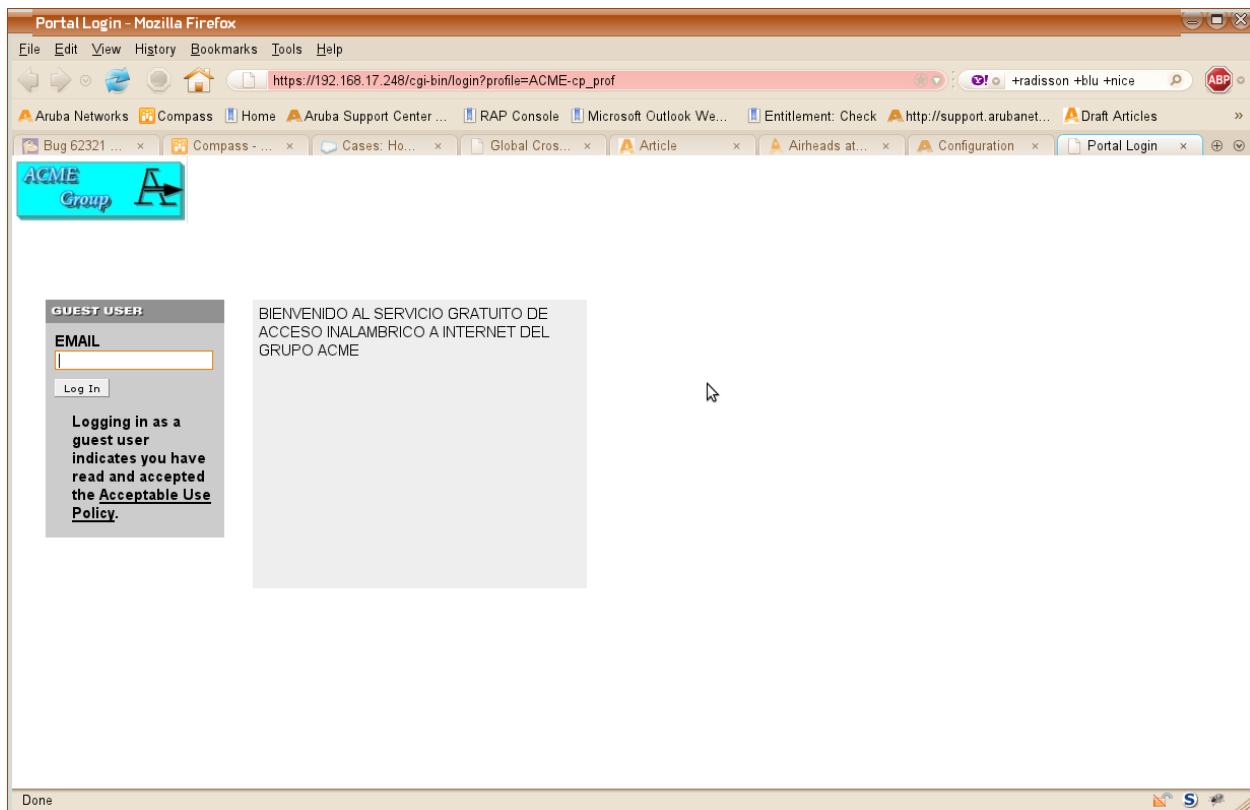 Portal Login - Mozilla Firefox
File Edit View History Bookmarks Tools Help
https://192.168.17.248/cgi-bin/login?profile=ACME-cp_prof
+radisson +blu +nice
ABP
Aruba Networks Compass Home Aruba Support Center ... RAP Console Microsoft Outlook We... Entitlement: Check http://support.arubanet... Draft Articles »
Bug 62321 ... Compass - ... Cases: Ho... Global Cros... Article Airheads at... Configuration Portal Login
ACME
Group
GUEST USER
EMAIL
Log In
Logging in as a
guest user
indicates you have
read and accepted
the Acceptable Use
Policy.
BIENVENIDO AL SERVICIO GRATUITO DE
ACCESO INALAMBRICO A INTERNET DEL
GRUPO ACME
Done